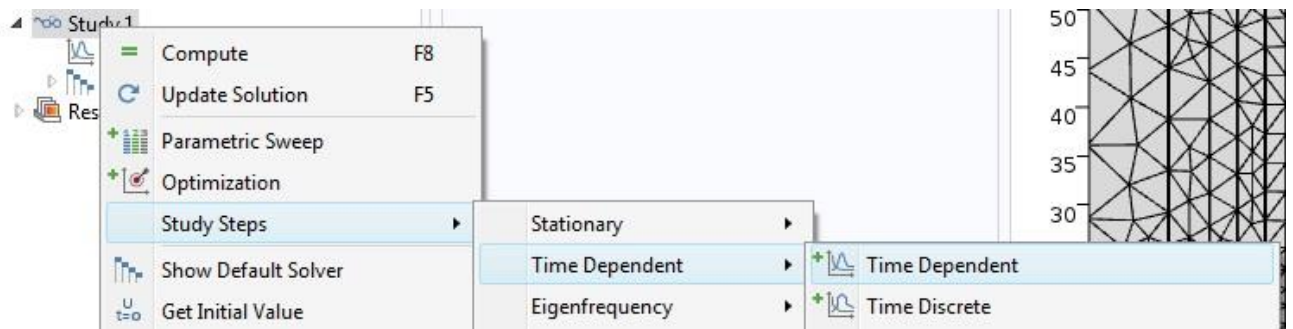 Study 1
Compute F8
Update Solution F5
Res
Parametric Sweep
Optimization
Study Steps
Stationary
Show Default Solver
Time Dependent
Time Dependent
Get Initial Value
Eigenfrequency
Time Discrete
50
45
40
35
30